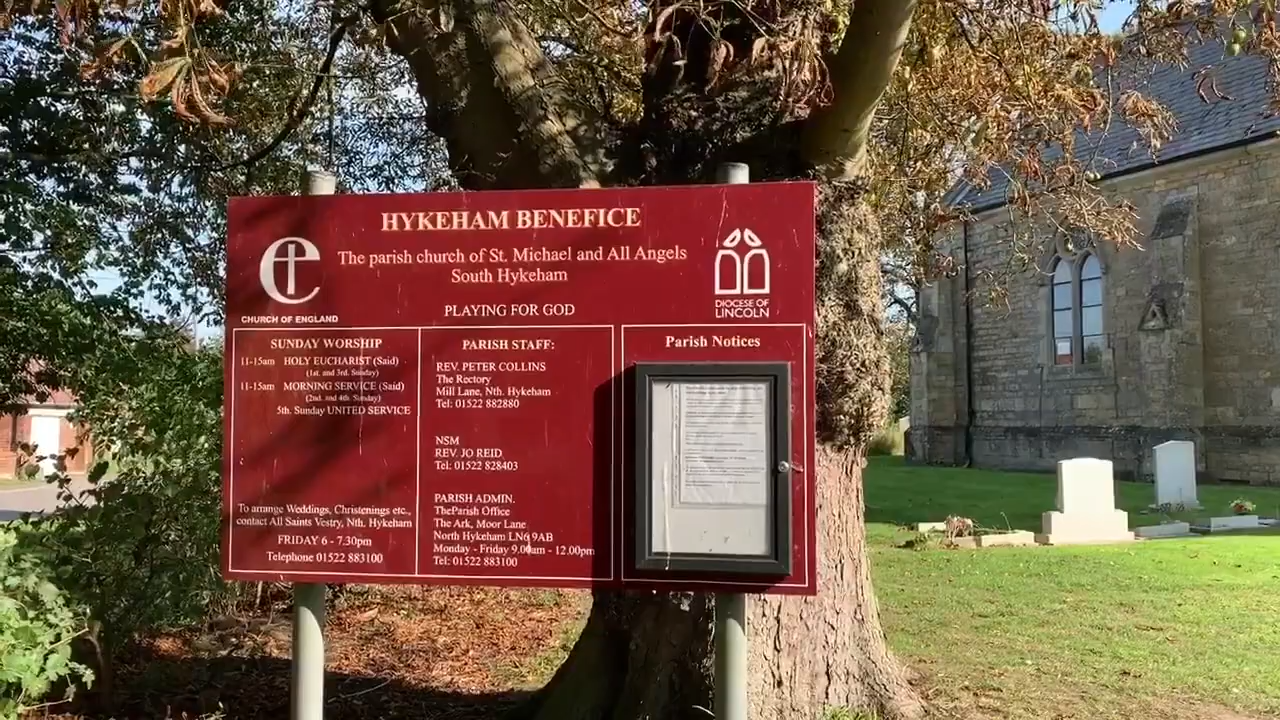 HYKEHAM BENEFICE
The parish church of St. Michael and All Angels
South Hykeham
PLAYING FOR GOD
CHURCH OF ENGLAND
DIOCESE OF
LINCOLN
SUNDAY WORSHIP
11-15am HOLY EUCHARIST (Said)
(1st. and 3rd. Sunday)
11-15am MORNING SERVICE (Said)
(2nd. and 4th. Sunday)
5th. Sunday UNITED SERVICE
To arrange Weddings, Christenings etc.,
contact All Saints Vestry, Nth. Hykeham
FRIDAY 6 - 7.30pm
Telephone 01522 883100
PARISH STAFF:
REV. PETER COLLINS
The Rectory
Mill Lane, Nth. Hykeham
Tel: 01522 882880
NSM
REV. JO REID
Tel: 01522 828403
PARISH ADMIN.
TheParish Office
The Ark, Moor Lane
North Hykeham LN6 9AB
Monday - Friday 9.00am - 12.00pm
Tel: 01522 883100
Parish Notices